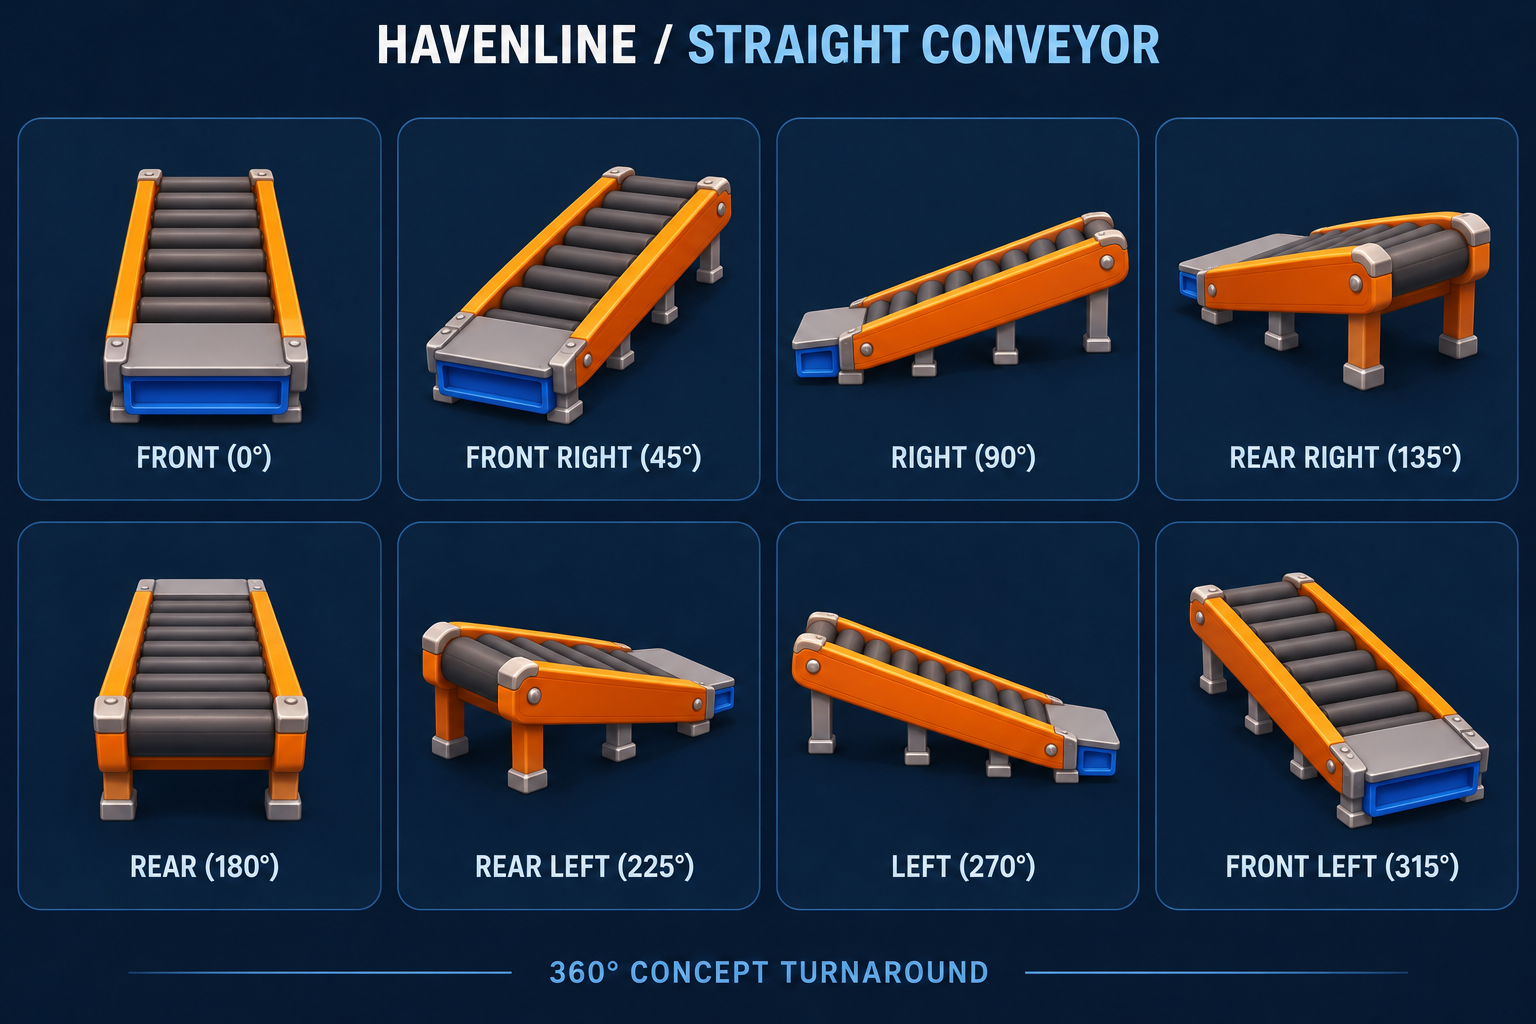 HAVENLINE / STRAIGHT CONVEYOR
FRONT (0°)
FRONT RIGHT (45°)
RIGHT (90°)
REAR RIGHT (135°)
REAR (180°)
REAR LEFT (225°)
LEFT (270°)
FRONT LEFT (315°)
360° CONCEPT TURNAROUND